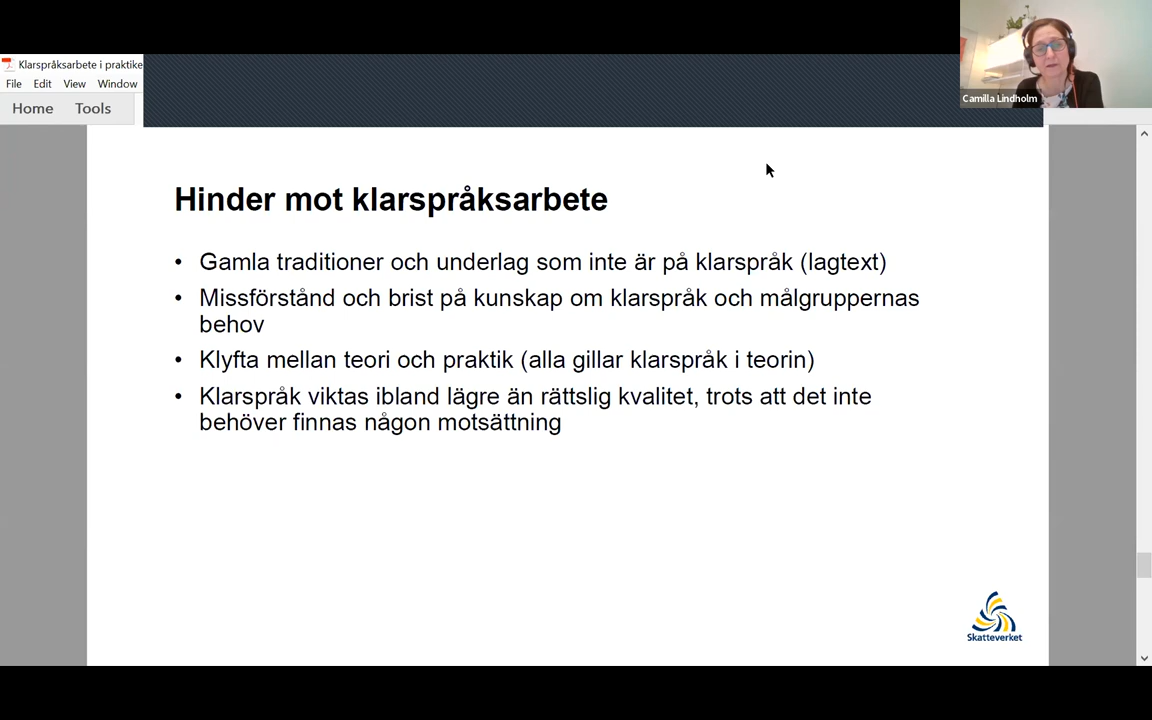 Klarspråksarbete i praktike
File Edit View Window
Home Tools
Camilla Lindholm
Hinder mot klarspråksarbete
• Gamla traditioner och underlag som inte är på klarspråk (lagtext)
• Missförstånd och brist på kunskap om klarspråk och målgruppernas
behov
• Klyfta mellan teori och praktik (alla gillar klarspråk i teorin)
• Klarspråk viktas ibland lägre än rättslig kvalitet, trots att det inte
behöver finnas någon motsättning
Skatteverket